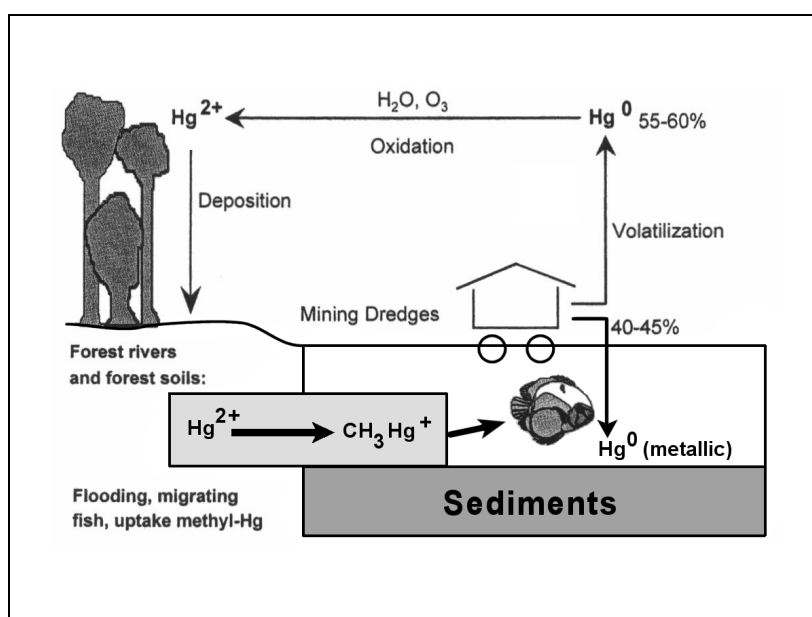 H₂O, O₃
Hg²⁺
Hg⁰ 55-60%
Oxidation
Deposition
Volatilization
Mining Dredges
40-45%
Forest rivers
and forest soils:
Hg²⁺
CH₃Hg⁺
Hg⁰ (metallic)
Flooding, migrating
fish, uptake methyl-Hg
Sediments